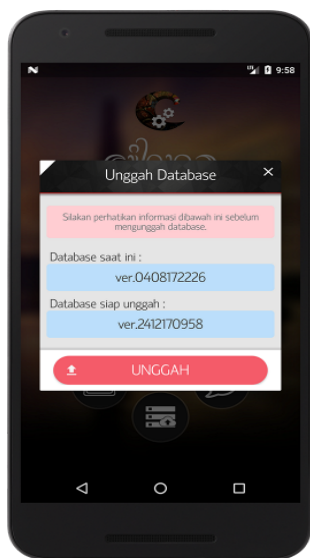 9:58
Unggah Database
Silakan perhatikan informasi dibawah ini sebelum
mengunggah database.
Database saat ini :
ver.0408172226
Database siap unggah :
ver.2412170958
UNGGAH